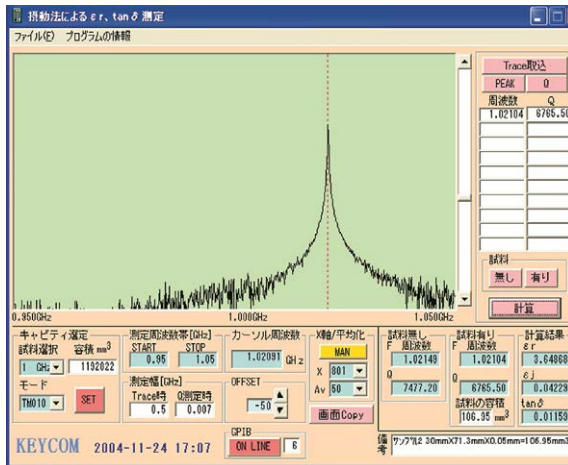 摂動法によるεr、tanδ 測定
ファイル(F) プログラムの情報
Trace取込
PEAK Q
周波数 Q
1.02104 6765.50
試料
無し 有り
計算
0.950GHz 1.000GHz 1.050GHz
キャビティ選定
試料選択 容積 mm3
1 GHz 1192822
モード
TM010 SET
測定周波数帯[GHz]
START STOP
0.95 1.05
測定幅[GHz]
Trace時 Q測定時
0.5 0.007
カーソル周波数
1.02091 GHz
OFFSET
-50
X軸/平均化
MAN
X 801
Av 50
画面Copy
試料無し
F 周波数
1.02149
Q
7477.20
試料有り
F 周波数
1.02104
Q
6765.50
試料の容積
106.95 mm3
計算結果
εr
3.64868
εj
0.04229
tanδ
0.01159
KEYCOM 2004-11-24 17:07
GPIB
ON LINE 6
備考 サンプル2 30mmX71.3mmX0.05mm=106.95mm3